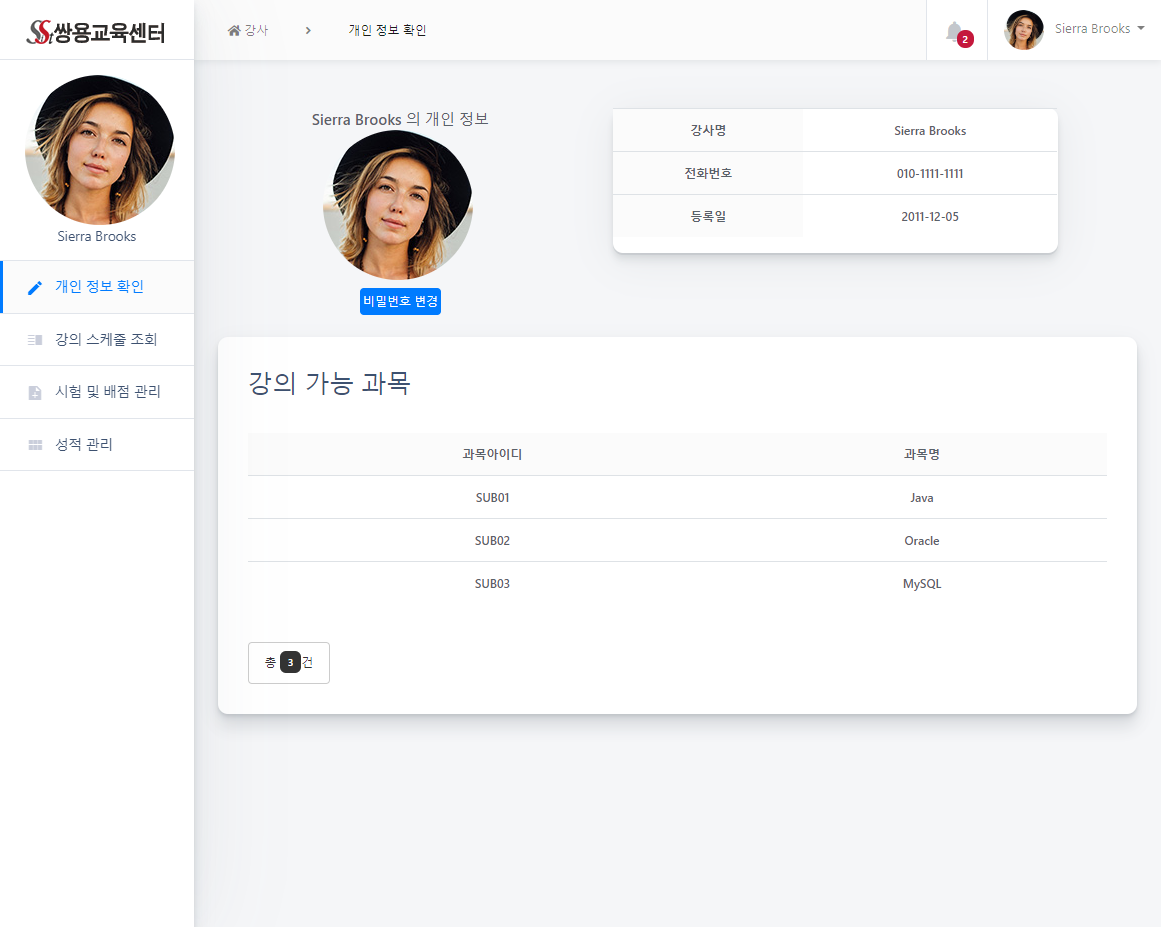 쌍용교육센터
강사
개인 정보 확인
2
Sierra Brooks
Sierra Brooks
개인 정보 확인
강의 스케줄 조회
시험 및 배점 관리
성적 관리
Sierra Brooks 의 개인 정보
비밀번호 변경
강사명 Sierra Brooks
전화번호 010-1111-1111
등록일 2011-12-05
강의 가능 과목
과목아이디 과목명
SUB01 Java
SUB02 Oracle
SUB03 MySQL
총 3 건